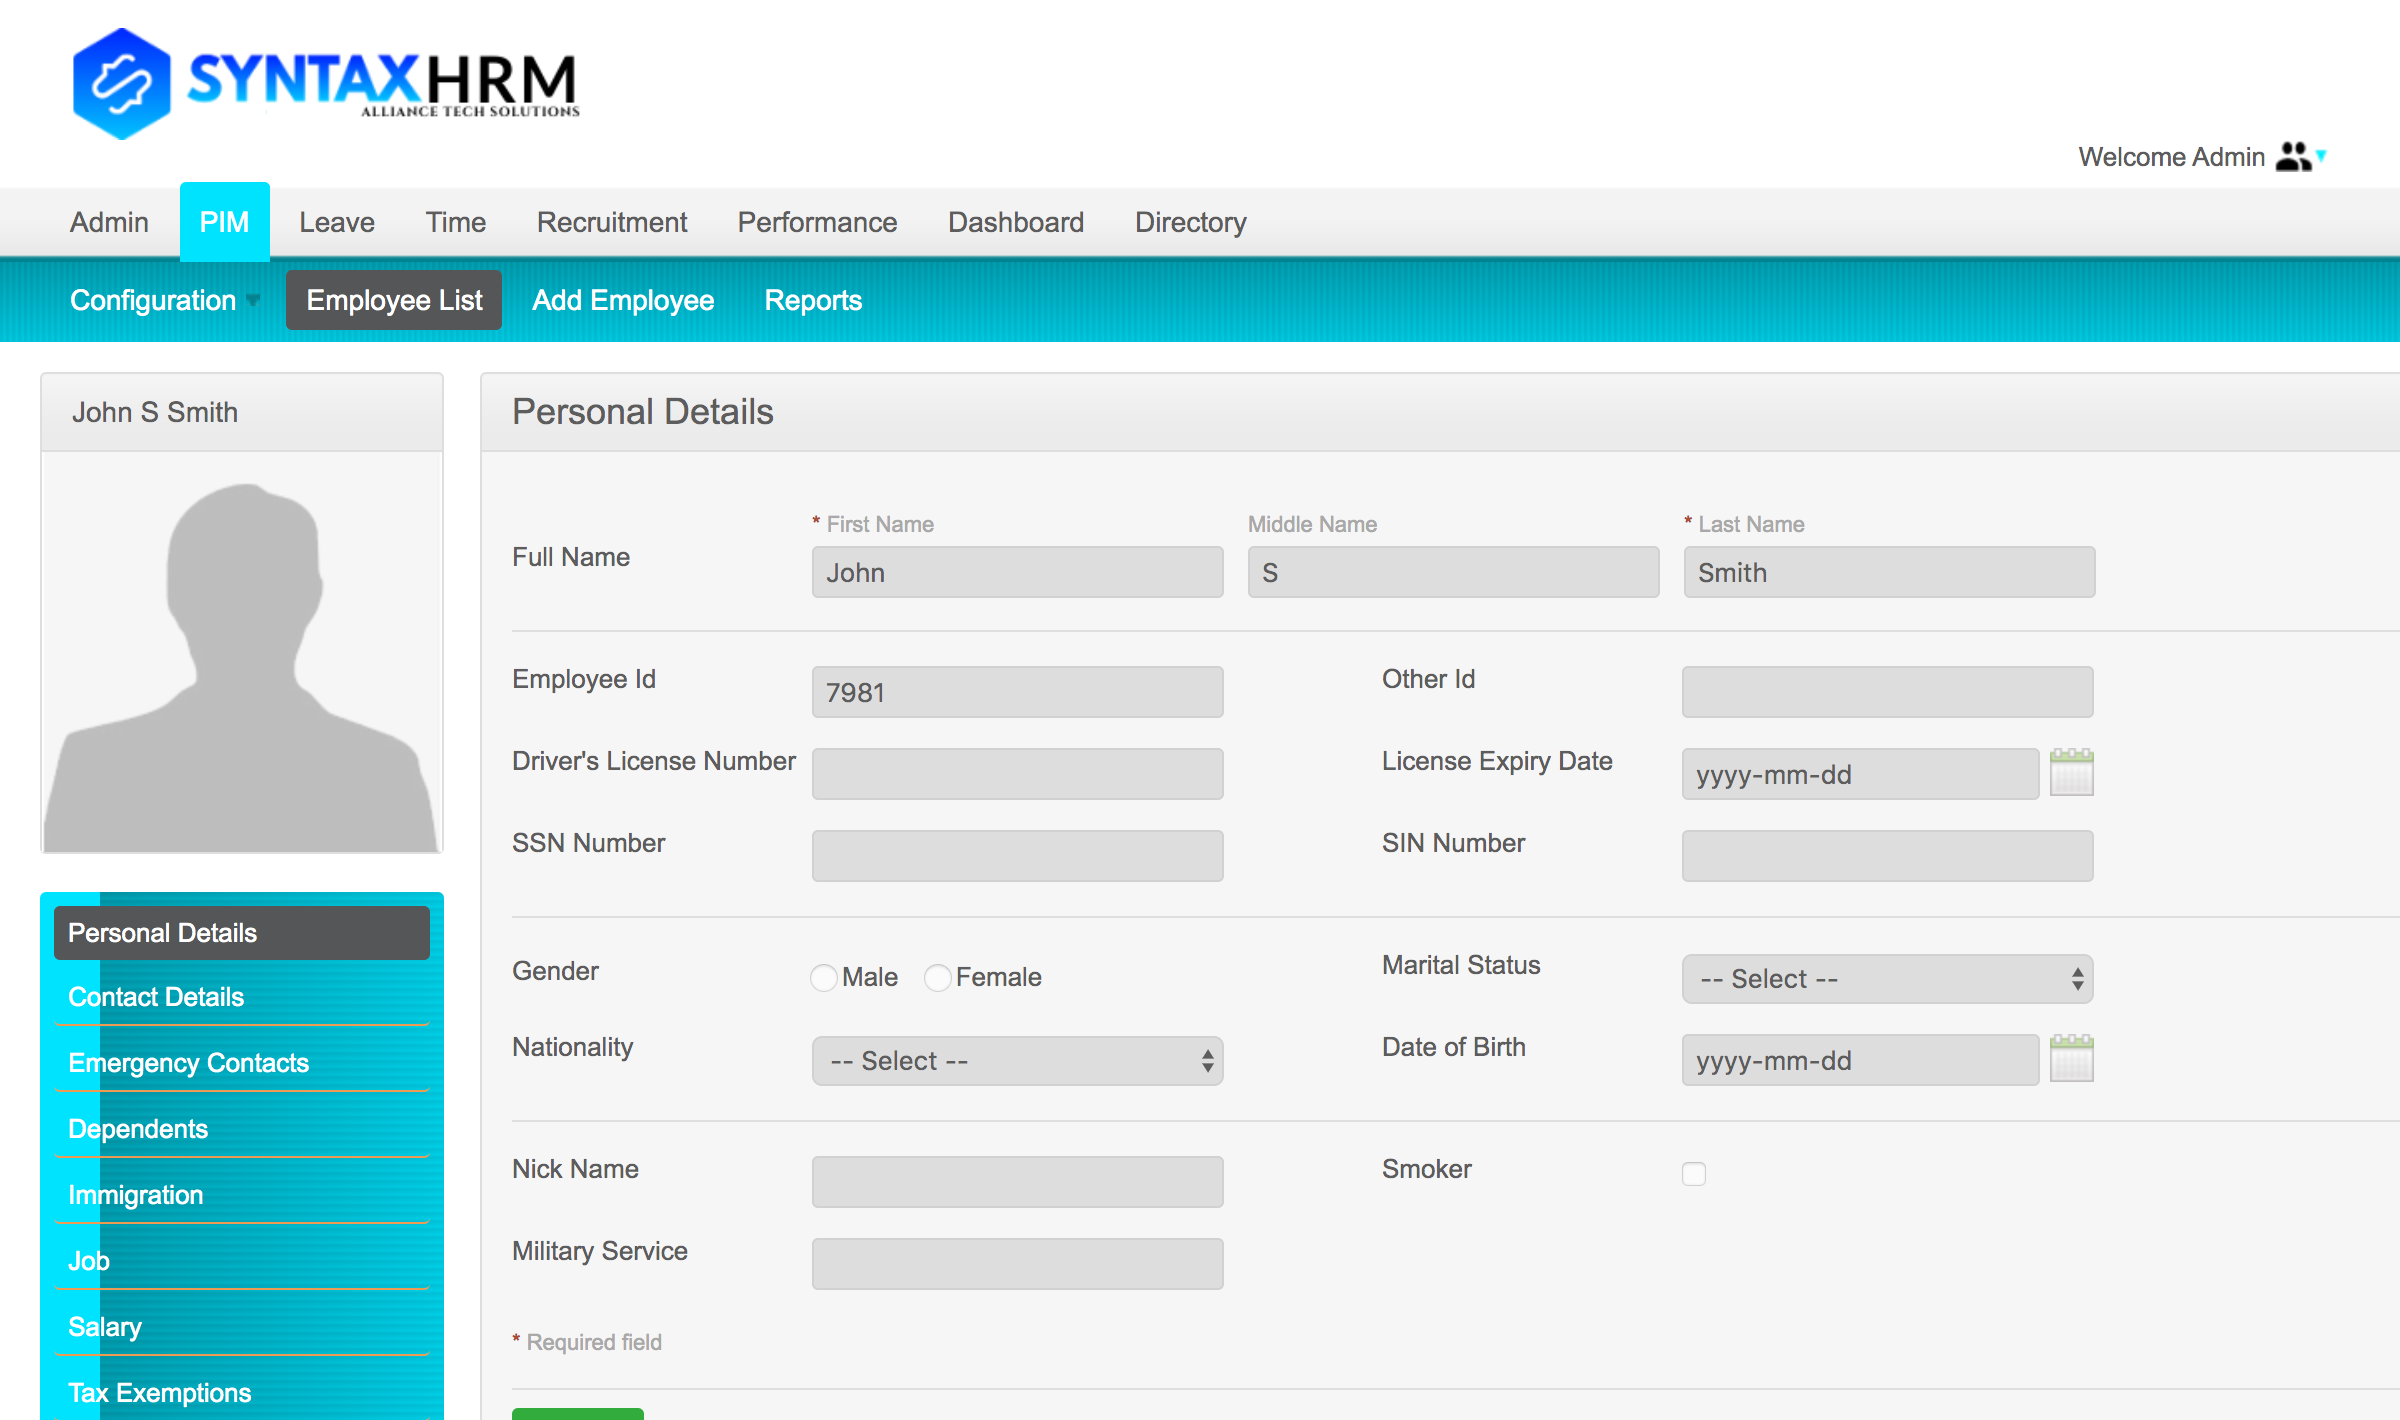 SYNTAXHRM
ALLIANCE TECH SOLUTIONS
Welcome Admin
Admin PIM Leave Time Recruitment Performance Dashboard Directory
Configuration Employee List Add Employee Reports
John S Smith
Personal Details
* First Name Middle Name * Last Name
Full Name John S Smith
Employee Id 7981 Other Id
Driver's License Number License Expiry Date yyyy-mm-dd
SSN Number SIN Number
Gender Male Female Marital Status -- Select --
Nationality -- Select -- Date of Birth yyyy-mm-dd
Nick Name Smoker
Military Service
* Required field
Personal Details
Contact Details
Emergency Contacts
Dependents
Immigration
Job
Salary
Tax Exemptions